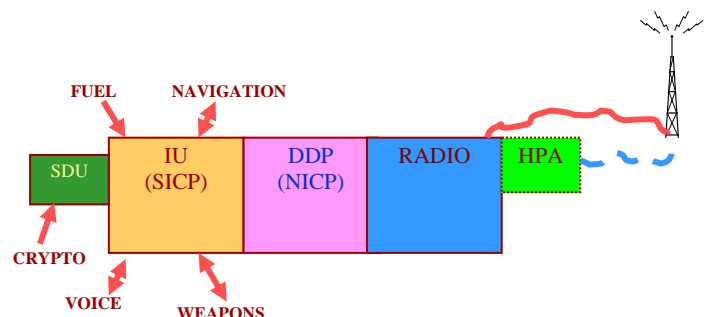 FUEL
NAVIGATION
SDU
IU
(SICP)
DDP
(NICP)
RADIO
HPA
CRYPTO
VOICE
WEAPONS